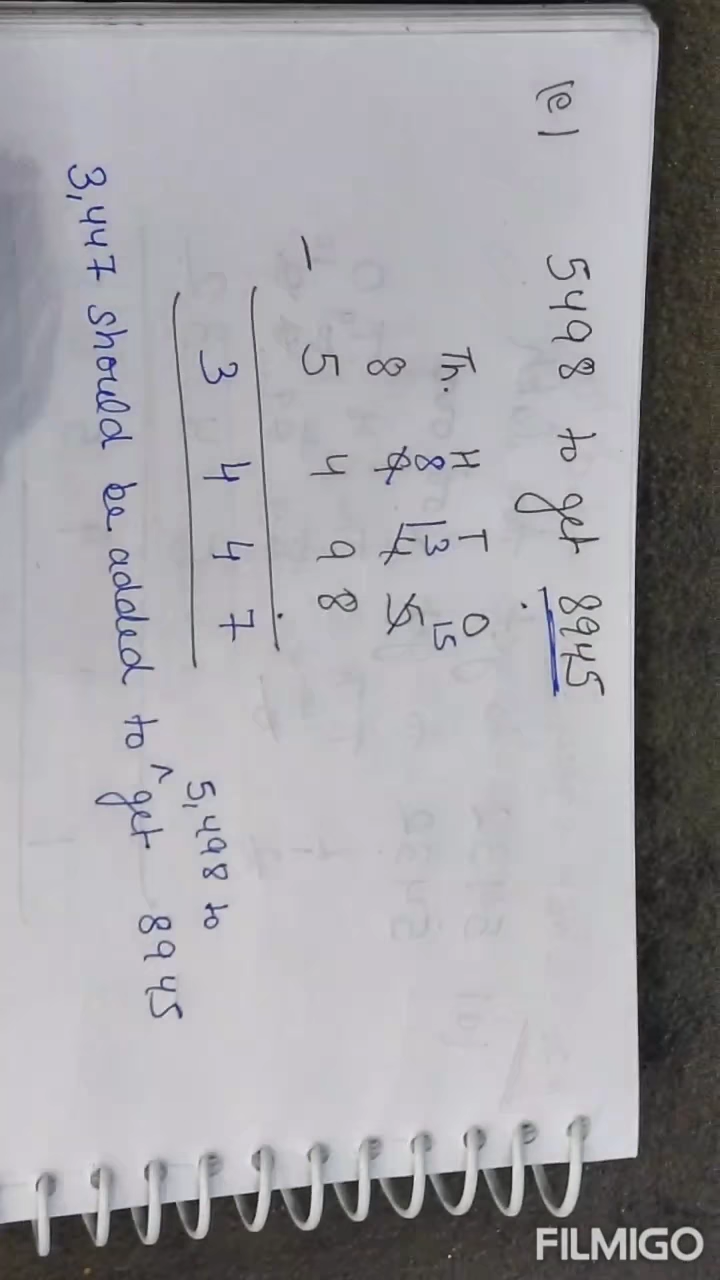 (c) 5498 to get 8945
Th. H T O
8 13 15
8 9 4 5
- 5 4 9 8
3 4 4 7
5,498 to
3,447 should be added to ^ get 8945
FILMIGO